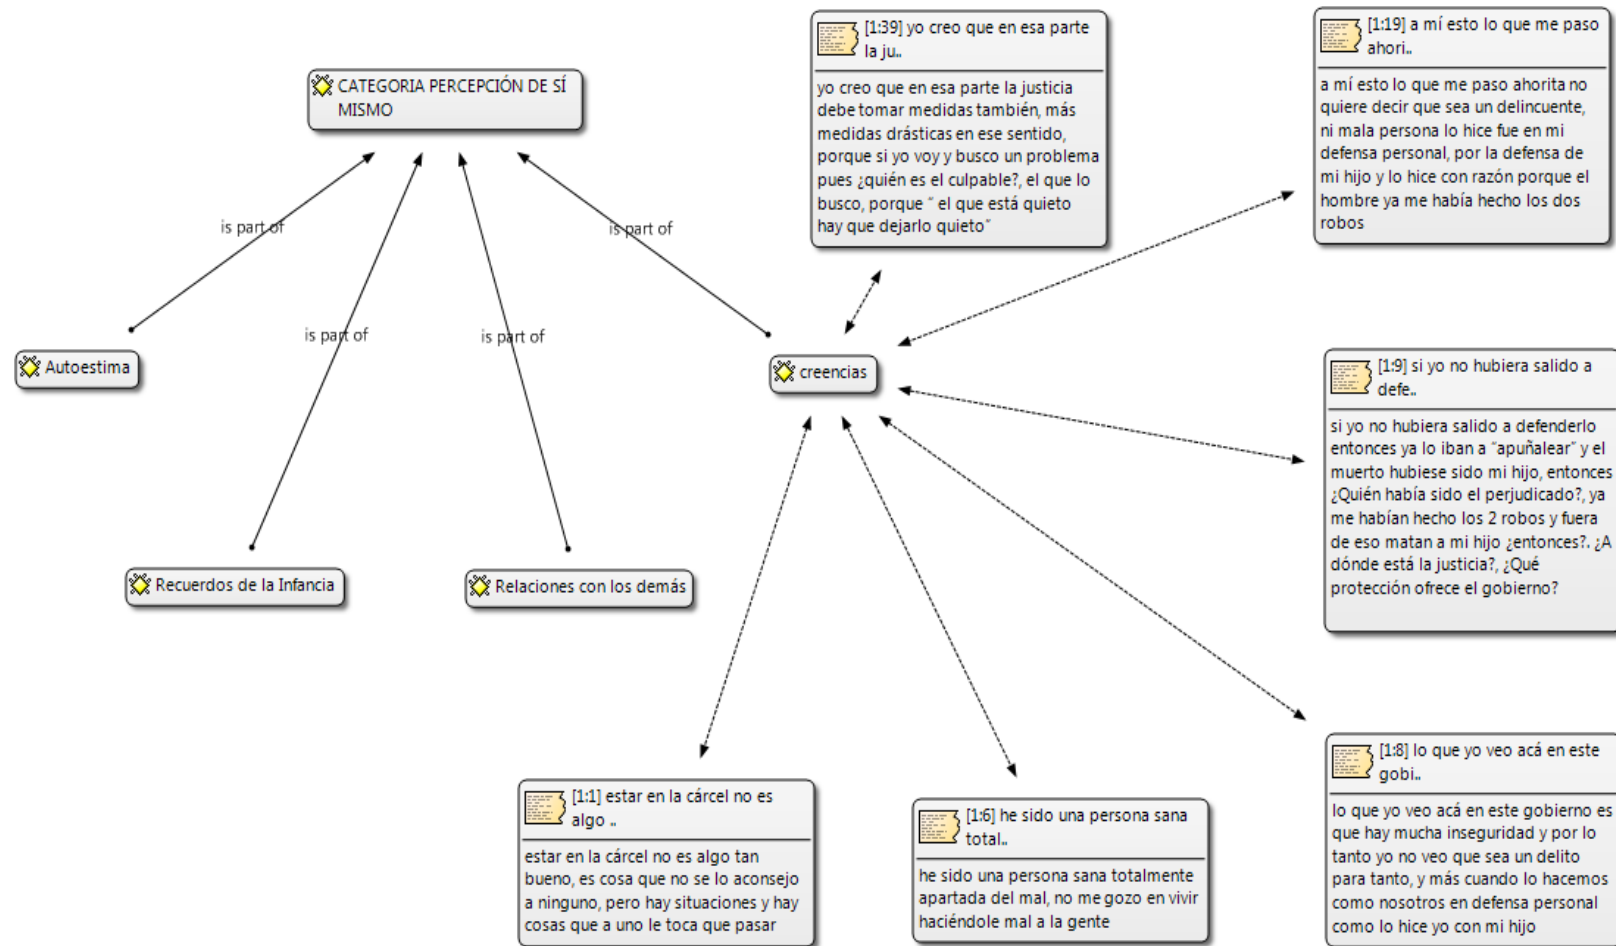 CATEGORIA PERCEPCIÓN DE SÍ
MISMO
[1:39] yo creo que en esa parte
la ju..
yo creo que en esa parte la justicia
debe tomar medidas también, más
medidas drásticas en ese sentido,
porque si yo voy y busco un problema
pues ¿quién es el culpable?, el que lo
busco, porque " el que está quieto
hay que dejarlo quieto"
[1:19] a mí esto lo que me paso
ahori..
a mí esto lo que me paso ahorita no
quiere decir que sea un delincuente,
ni mala persona lo hice fue en mi
defensa personal, por la defensa de
mi hijo y lo hice con razón porque el
hombre ya me había hecho los dos
robos
is part of
is part of
is part of
is part of
Autoestima
creencias
Recuerdos de la Infancia
Relaciones con los demás
[1:9] si yo no hubiera salido a
defe..
si yo no hubiera salido a defenderlo
entonces ya lo iban a "apuñalear" y el
muerto hubiese sido mi hijo, entonces
¿Quién había sido el perjudicado?, ya
me habían hecho los 2 robos y fuera
de eso matan a mi hijo ¿entonces?. ¿A
dónde está la justicia?, ¿Qué
protección ofrece el gobierno?
[1:1] estar en la cárcel no es
algo ..
estar en la cárcel no es algo tan
bueno, es cosa que no se lo aconsejo
a ninguno, pero hay situaciones y hay
cosas que a uno le toca que pasar
[1:6] he sido una persona sana
total..
he sido una persona sana totalmente
apartada del mal, no me gozo en vivir
haciéndole mal a la gente
[1:8] lo que yo veo acá en este
gobi..
lo que yo veo acá en este gobierno es
que hay mucha inseguridad y por lo
tanto yo no veo que sea un delito
para tanto, y más cuando lo hacemos
como nosotros en defensa personal
como lo hice yo con mi hijo